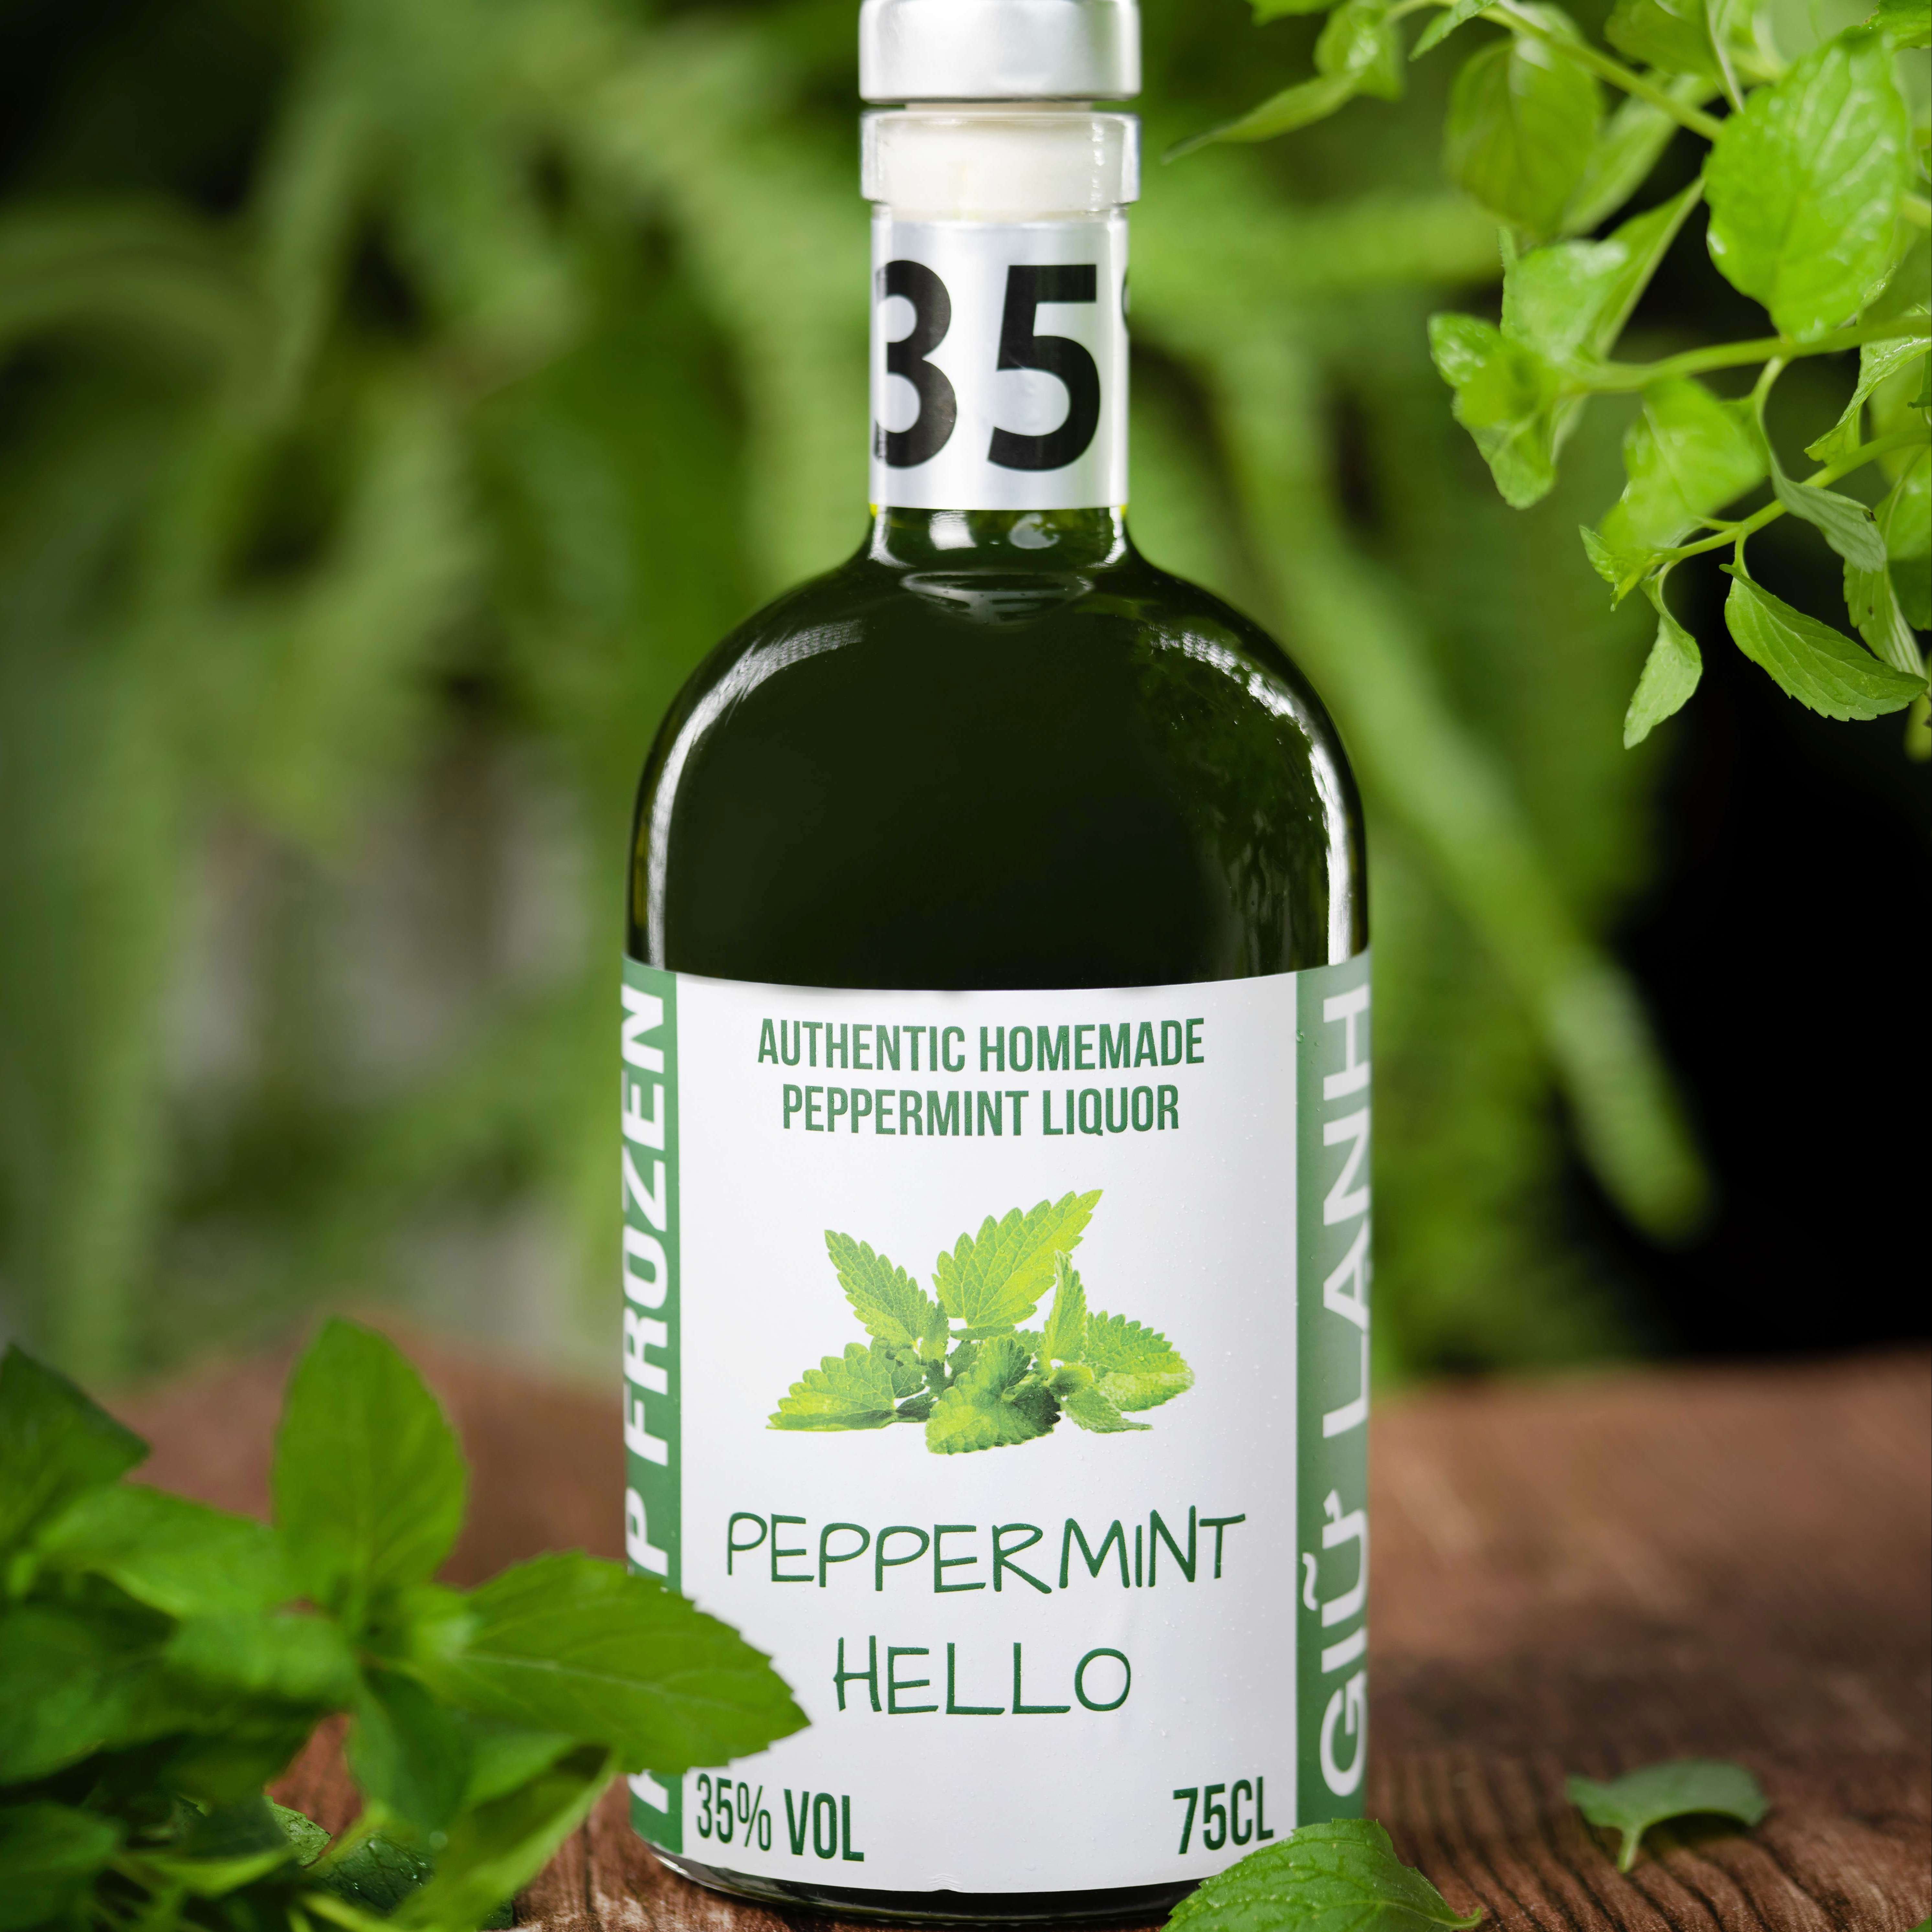 35
AUTHENTIC HOMEMADE
PEPPERMINT LIQUOR
PEPPERMINT
HELLO
35% VOL
75CL
FROZEN
GIỮ LẠNH